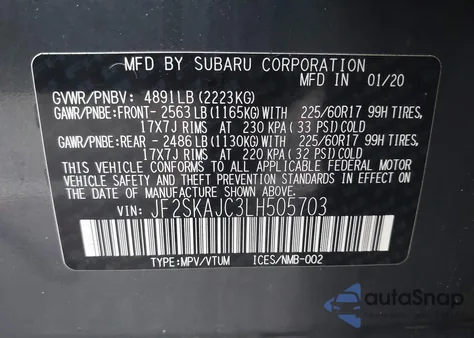 MFD BY SUBARU CORPORATION
MFD IN 01/20
GVWR/PNBV: 4891LB (2223KG)
GAWR/PNBE:FRONT- 2563LB (1165KG)WITH 225/60R17 99H TIRES,
17X7J RIMS, AT 230 KPA ( 33 PSI) COLD
GAWR/PNBE:REAR - 2486LB (1130KG)WITH 225/60R17 99H TIRES,
17X7J RIMS, AT 220 KPA ( 32 PSI) COLD
THIS VEHICLE CONFORMS TO ALL APPLICABLE FEDERAL MOTOR
VEHICLE SAFETY AND THEFT PREVENTION STANDARDS IN EFFECT
ON THE DATE OF MANUFACTURE SHOWN ABOVE.
VIN: JF2SKAJC3LH505703
TYPE:MPV/VTUM ICES/NMB-002
autoSnap